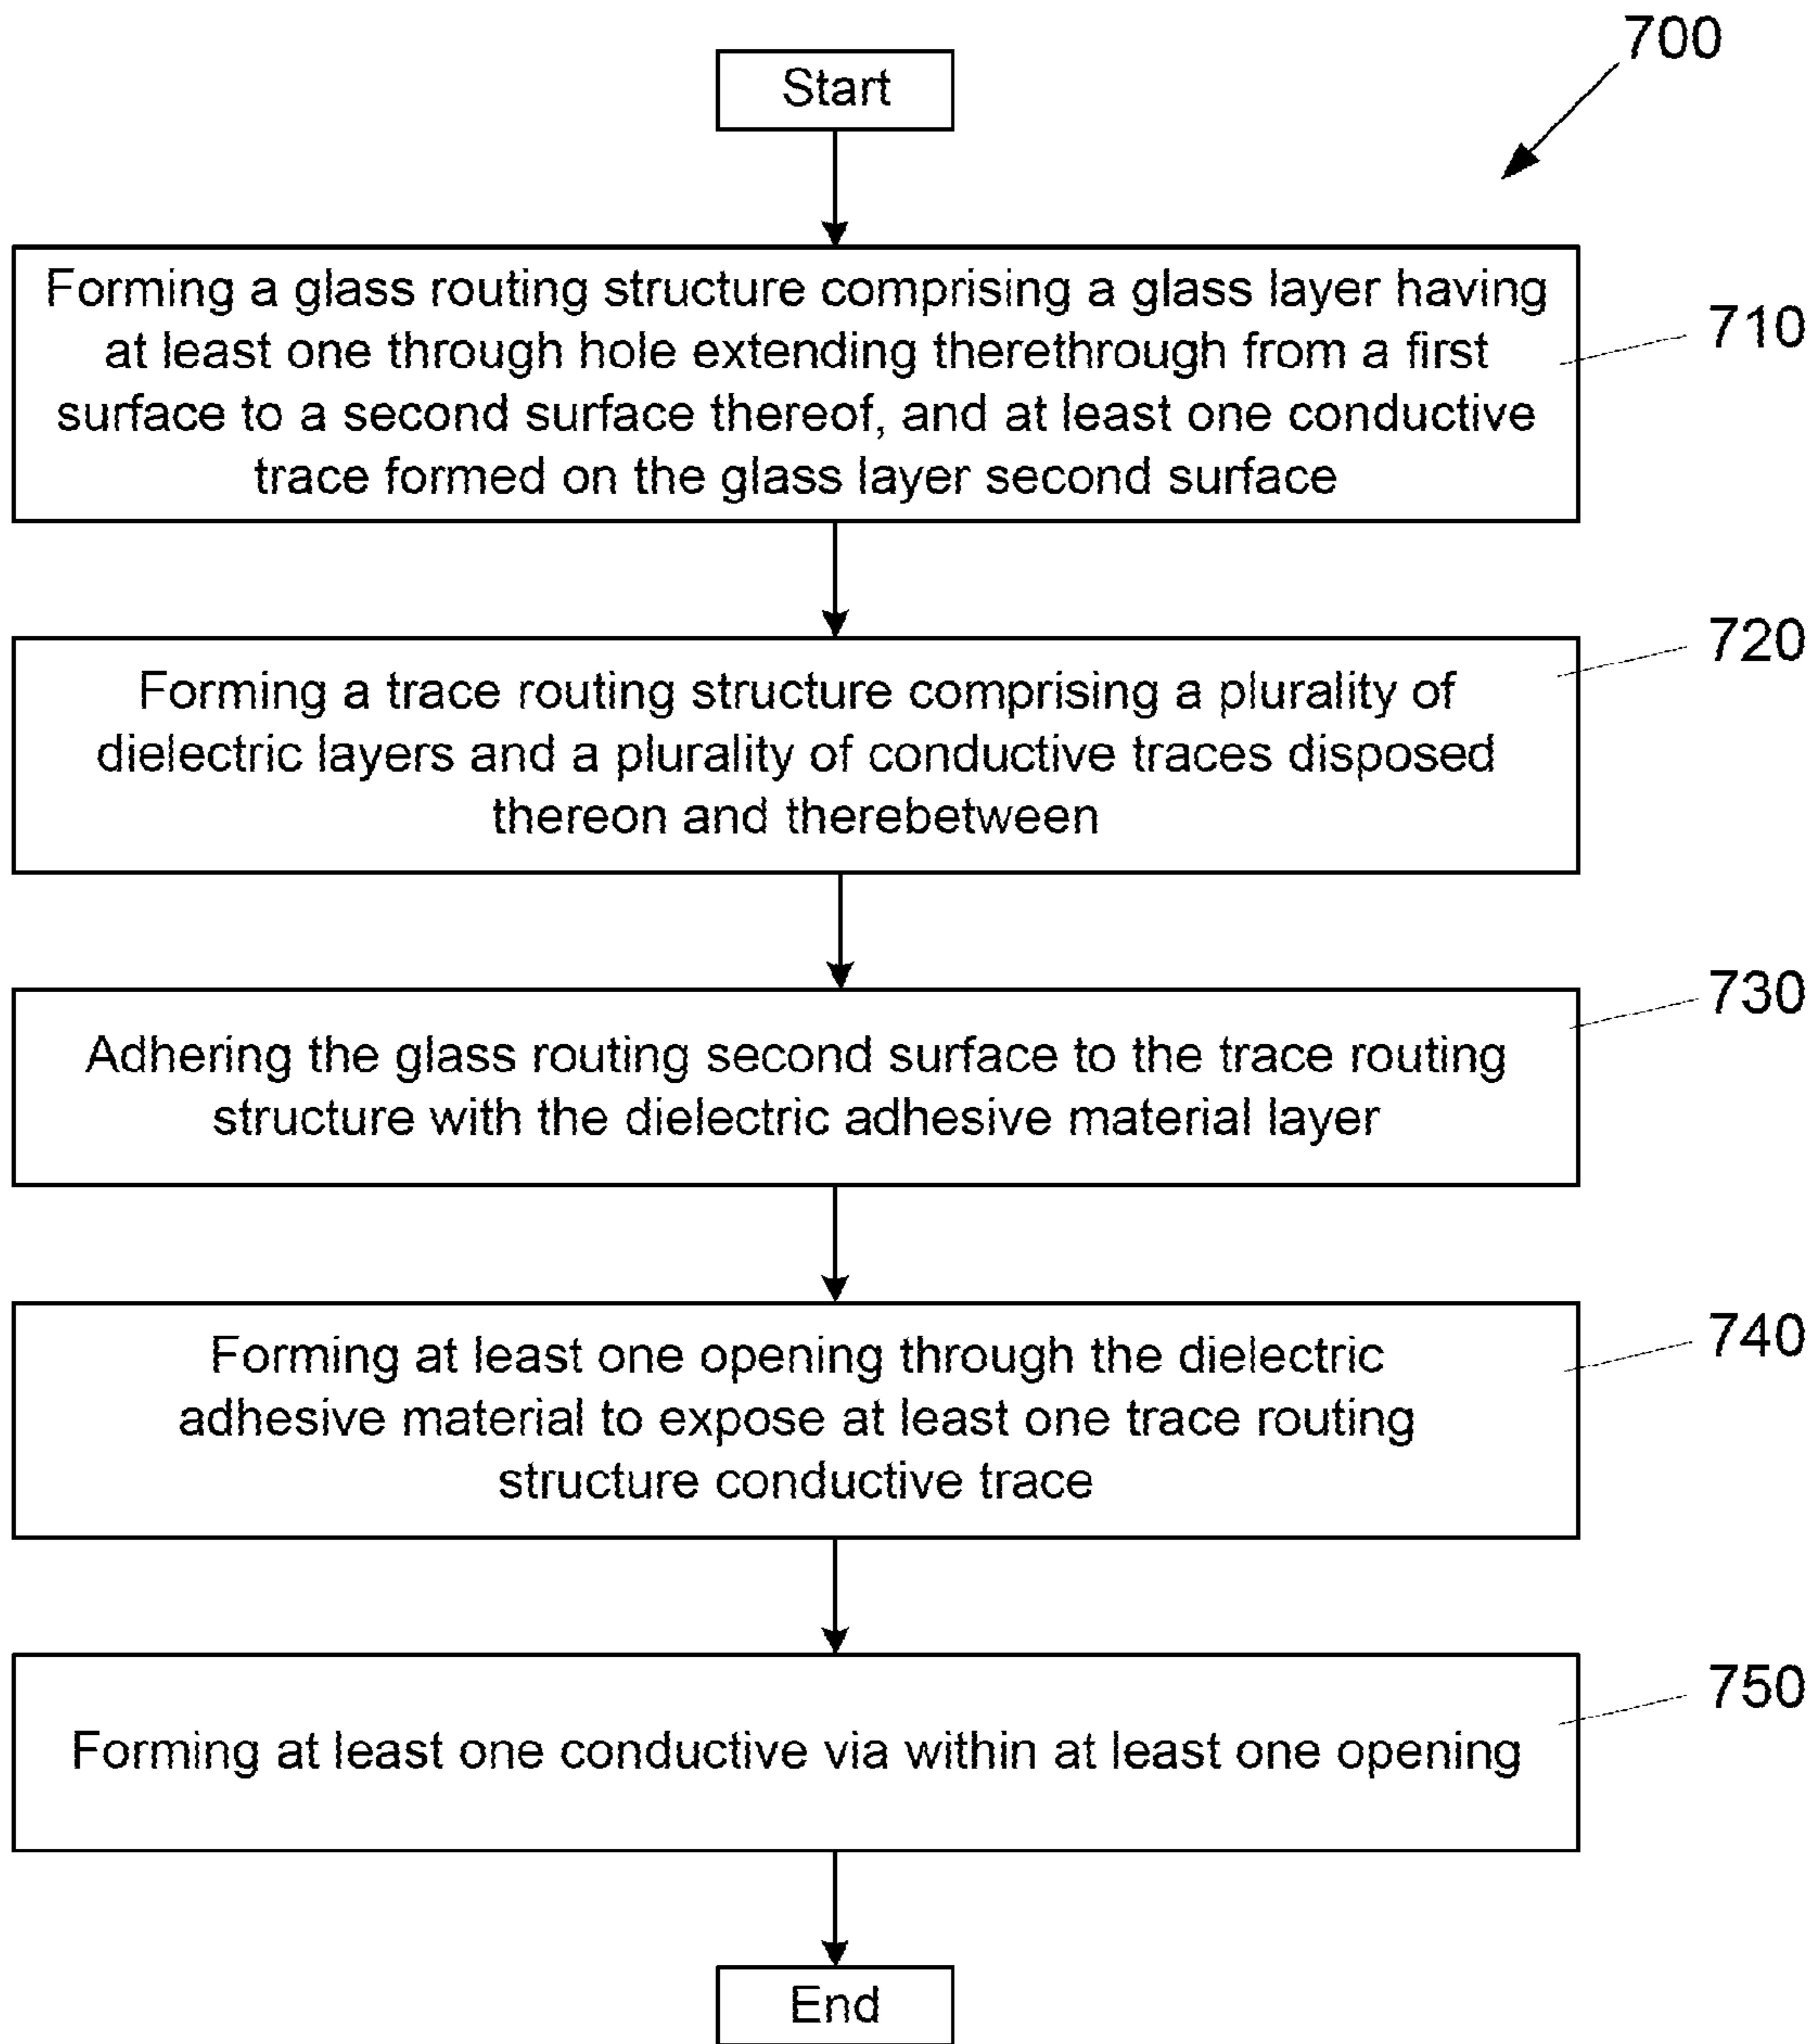 700
Start
Forming a glass routing structure comprising a glass layer having
at least one through hole extending therethrough from a first
surface to a second surface thereof, and at least one conductive
trace formed on the glass layer second surface
710
Forming a trace routing structure comprising a plurality of
dielectric layers and a plurality of conductive traces disposed
thereon and therebetween
720
Adhering the glass routing second surface to the trace routing
structure with the dielectric adhesive material layer
730
Forming at least one opening through the dielectric
adhesive material to expose at least one trace routing
structure conductive trace
740
Forming at least one conductive via within at least one opening
750
End